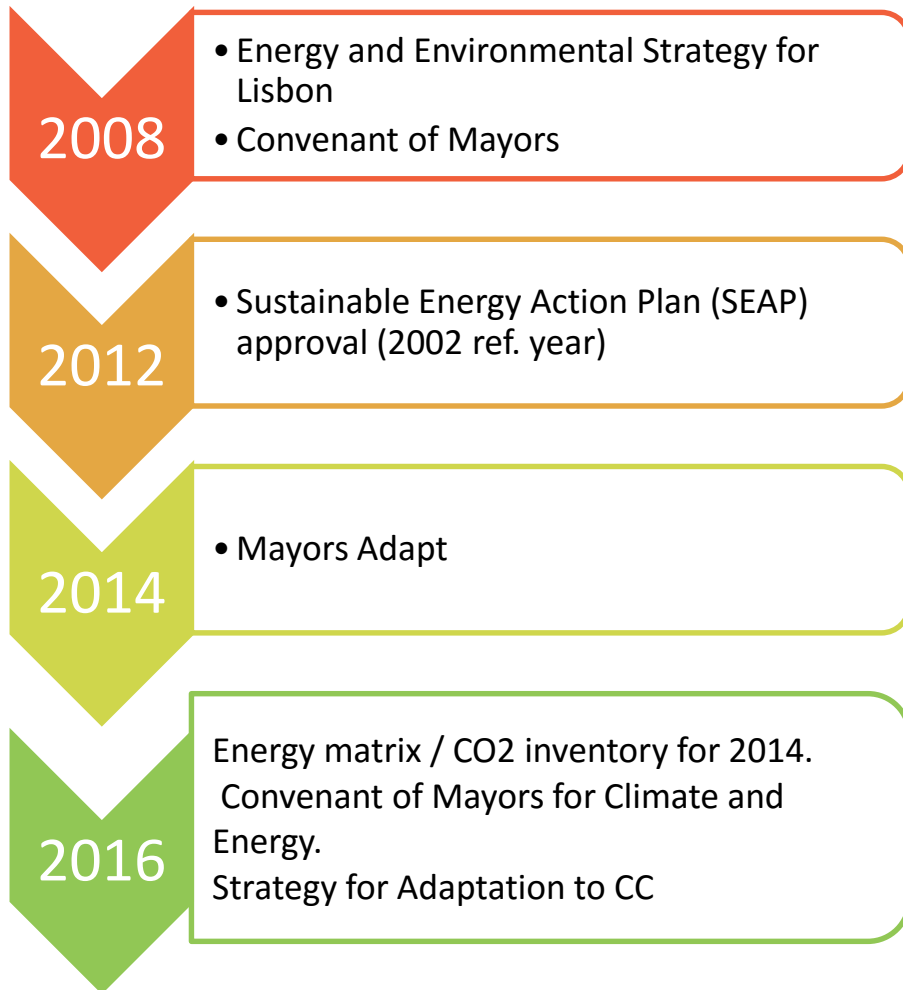 2008
• Energy and Environmental Strategy for
Lisbon
• Convenant of Mayors
2012
• Sustainable Energy Action Plan (SEAP)
approval (2002 ref. year)
2014
• Mayors Adapt
2016
Energy matrix / CO2 inventory for 2014.
Convenant of Mayors for Climate and
Energy.
Strategy for Adaptation to CC